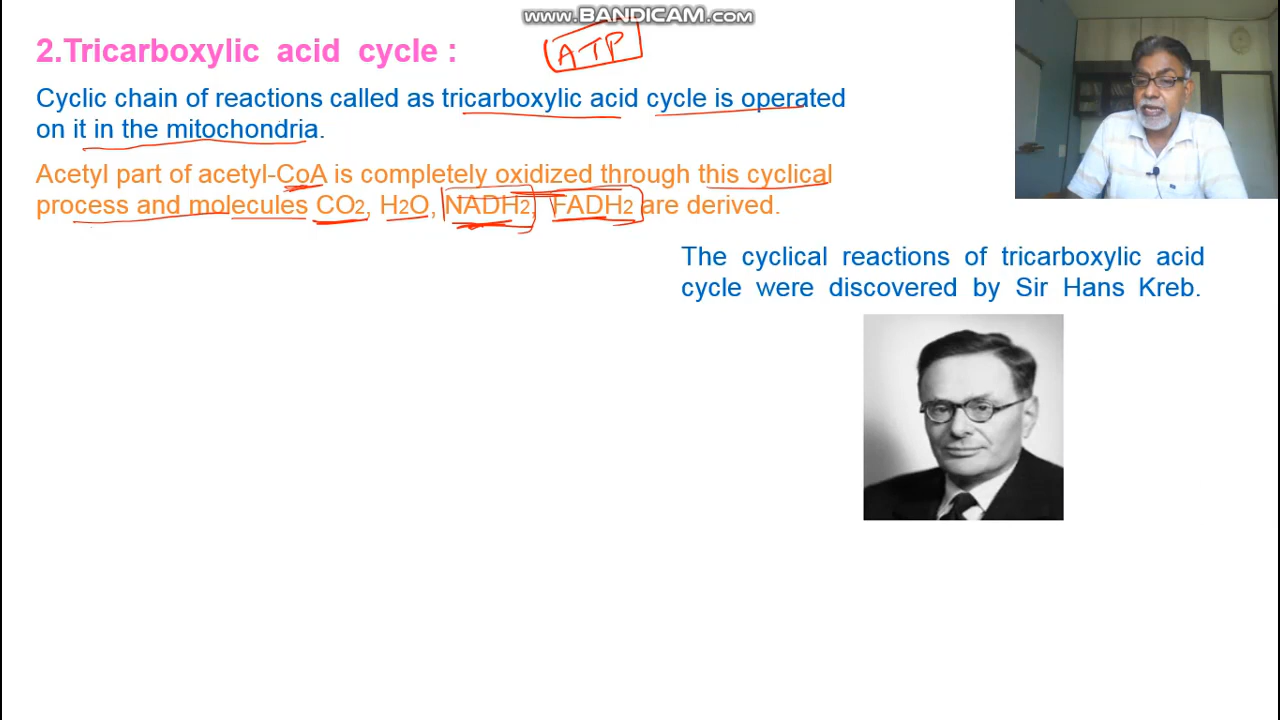 www.BANDICAM.com
2.Tricarboxylic acid cycle :
ATP
Cyclic chain of reactions called as tricarboxylic acid cycle is operated
on it in the mitochondria.
Acetyl part of acetyl-CoA is completely oxidized through this cyclical
process and molecules CO2, H2O, NADH2, FADH2 are derived.
The cyclical reactions of tricarboxylic acid
cycle were discovered by Sir Hans Kreb.